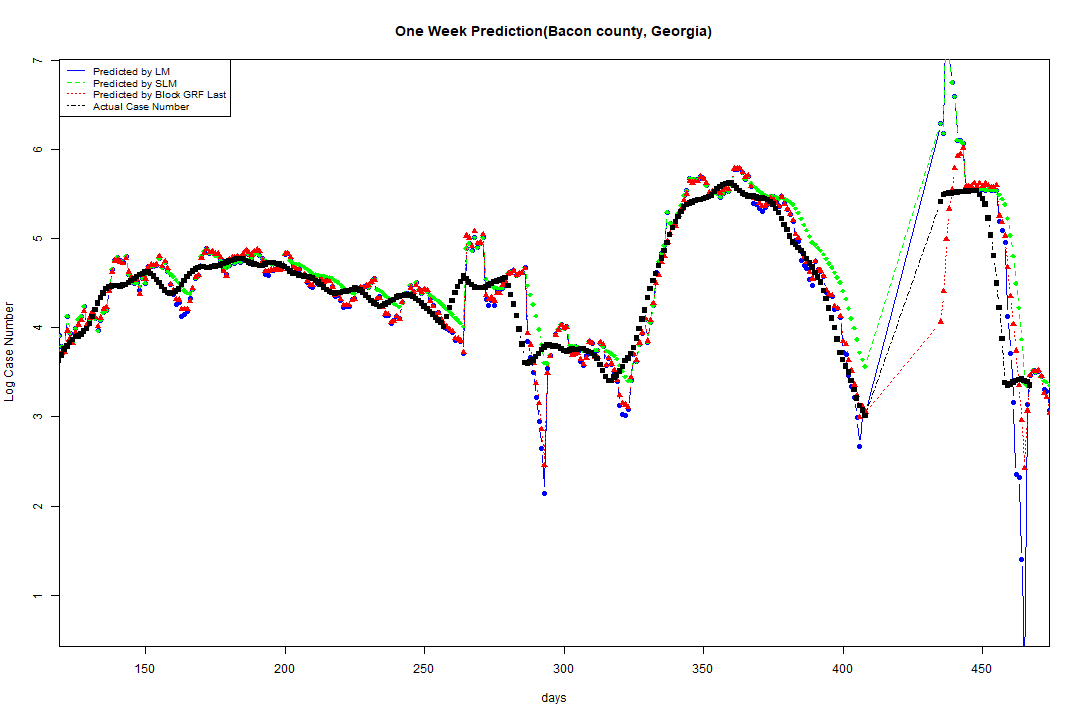 One Week Prediction(Bacon county, Georgia)
Predicted by LM
Predicted by SLM
Predicted by Block GRF Last
Actual Case Number
7
6
5
4
3
2
1
Log Case Number
150 200 250 300 350 400 450
days